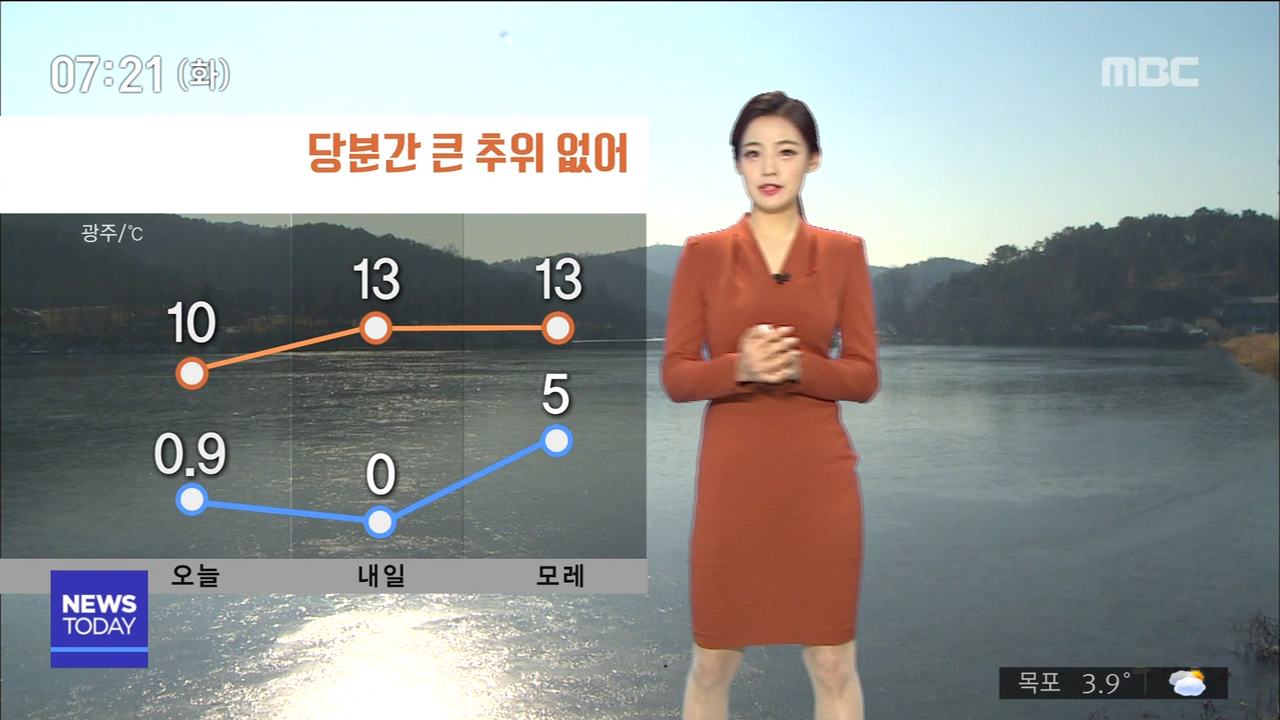 07:21 (화)
MBC
당분간 큰 추위 없어
광주/℃
10
13
13
0.9
0
5
오늘
내일
모레
NEWS
TODAY
목포 3.9°